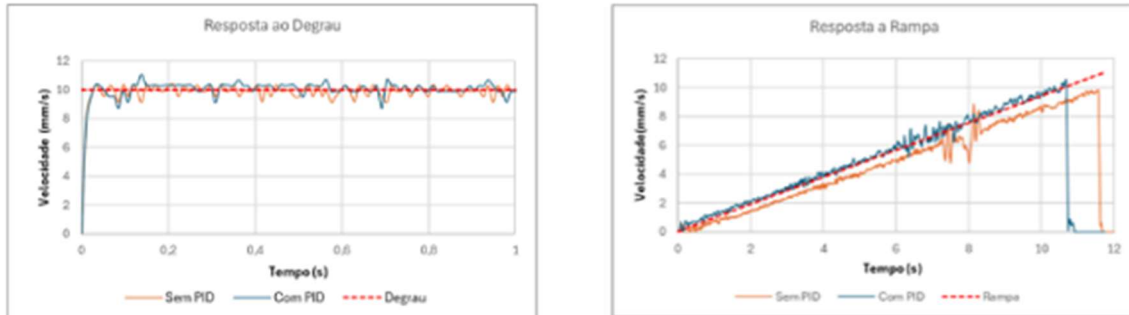 Resposta ao Degrau
12
10
8
6
4
2
0
Velocidade (mm/s)
0 0,2 0,4 0,6 0,8 1
Tempo (s)
Sem PID Com PID Degrau
Resposta a Rampa
12
10
8
6
4
2
0
Velocidade(mm/s)
0 2 4 6 8 10 12
Tempo (s)
Sem PID Com PID Rampa